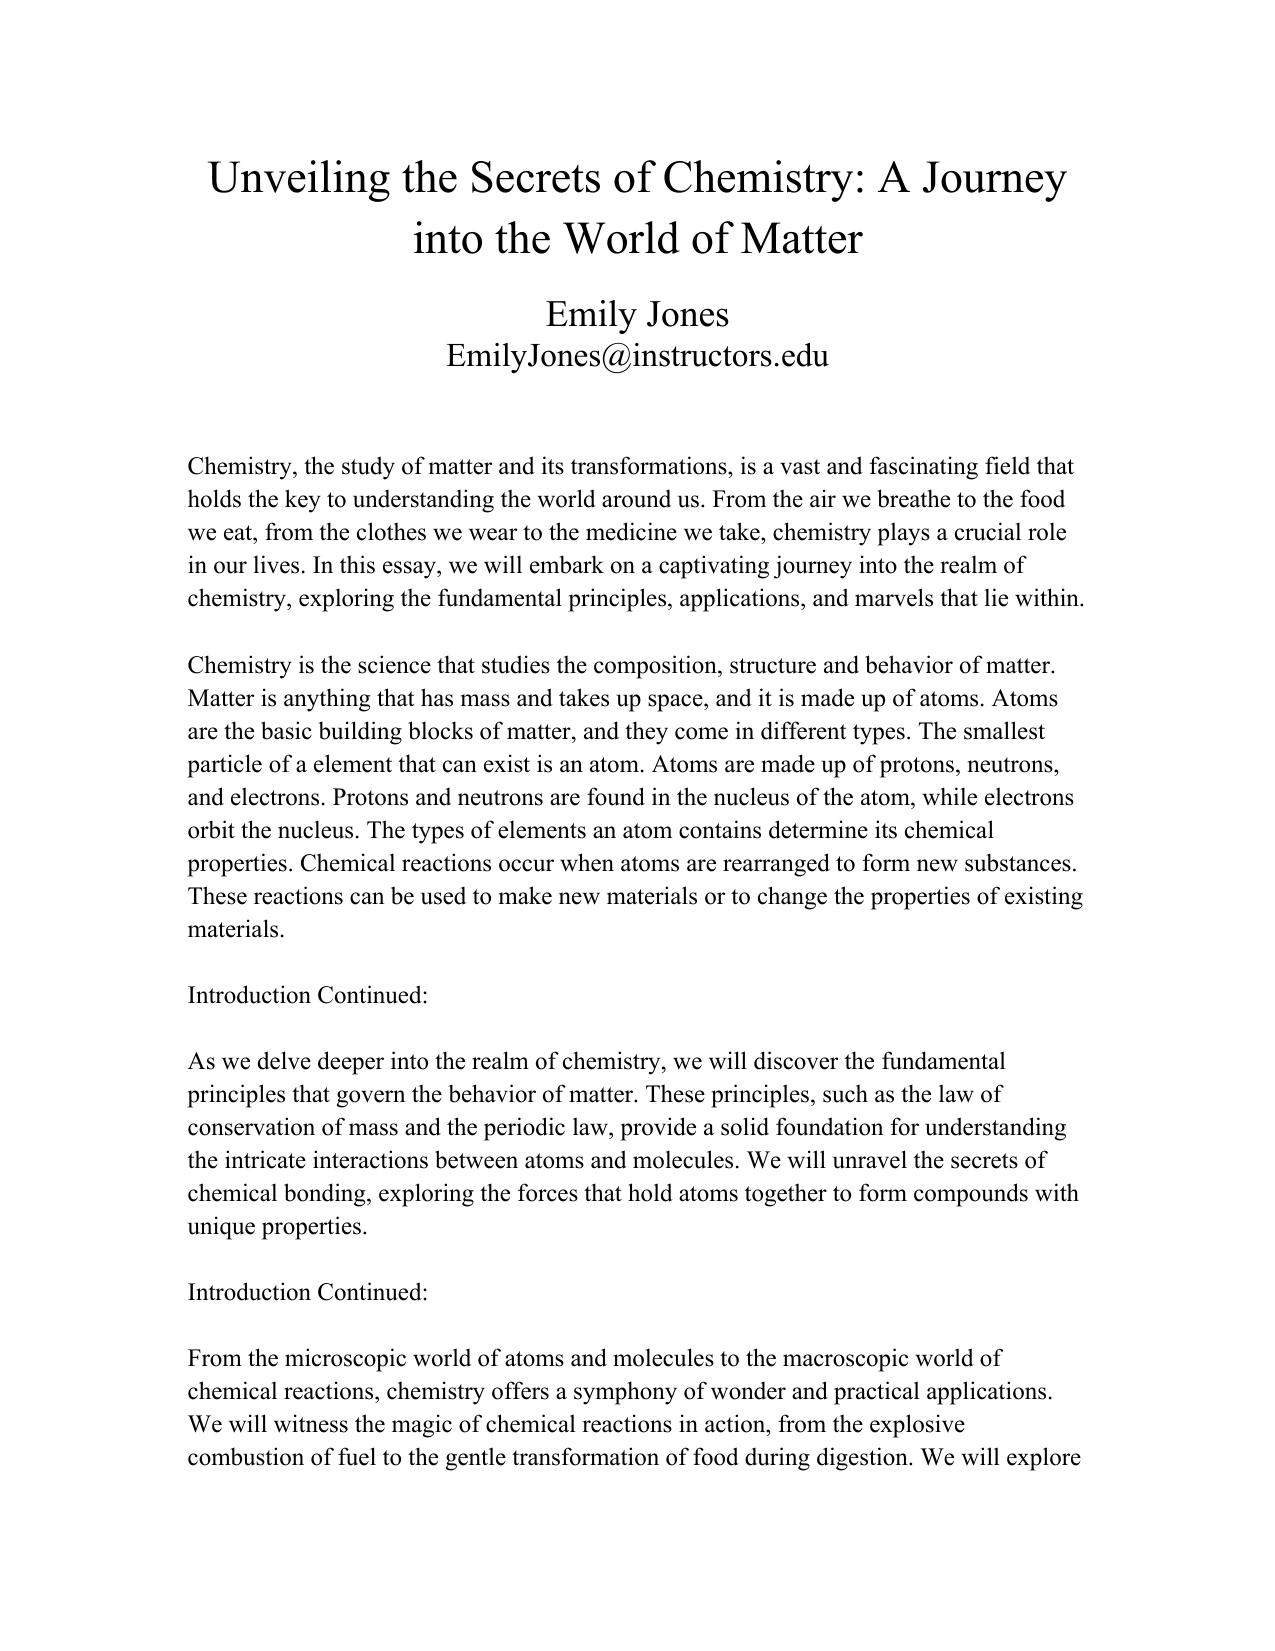 Unveiling the Secrets of Chemistry: A Journey
into the World of Matter
Emily Jones
EmilyJones@instructors.edu
Chemistry, the study of matter and its transformations, is a vast and fascinating field that
holds the key to understanding the world around us. From the air we breathe to the food
we eat, from the clothes we wear to the medicine we take, chemistry plays a crucial role
in our lives. In this essay, we will embark on a captivating journey into the realm of
chemistry, exploring the fundamental principles, applications, and marvels that lie within.
Chemistry is the science that studies the composition, structure and behavior of matter.
Matter is anything that has mass and takes up space, and it is made up of atoms. Atoms
are the basic building blocks of matter, and they come in different types. The smallest
particle of a element that can exist is an atom. Atoms are made up of protons, neutrons,
and electrons. Protons and neutrons are found in the nucleus of the atom, while electrons
orbit the nucleus. The types of elements an atom contains determine its chemical
properties. Chemical reactions occur when atoms are rearranged to form new substances.
These reactions can be used to make new materials or to change the properties of existing
materials.
Introduction Continued:
As we delve deeper into the realm of chemistry, we will discover the fundamental
principles that govern the behavior of matter. These principles, such as the law of
conservation of mass and the periodic law, provide a solid foundation for understanding
the intricate interactions between atoms and molecules. We will unravel the secrets of
chemical bonding, exploring the forces that hold atoms together to form compounds with
unique properties.
Introduction Continued:
From the microscopic world of atoms and molecules to the macroscopic world of
chemical reactions, chemistry offers a symphony of wonder and practical applications.
We will witness the magic of chemical reactions in action, from the explosive
combustion of fuel to the gentle transformation of food during digestion. We will explore